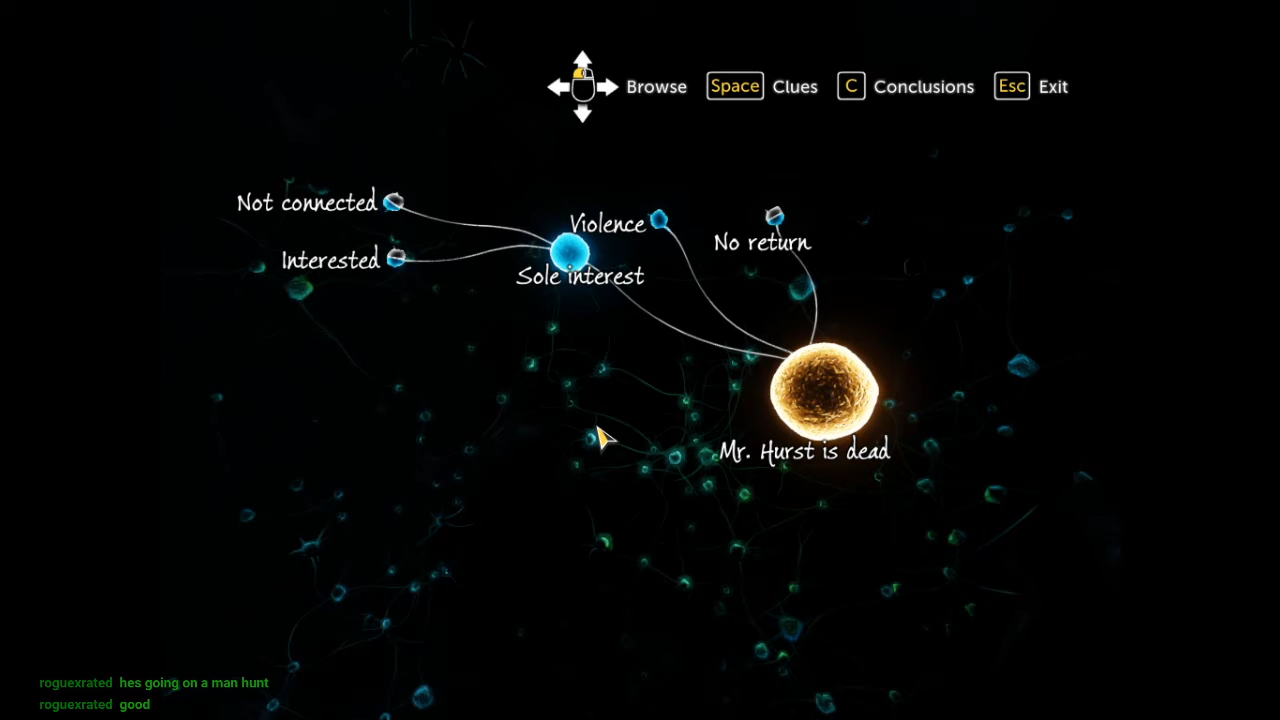 Browse Space Clues C Conclusions Esc Exit
Not connected
Violence
No return
Interested
Sole interest
Mr. Hurst is dead
roguexrated hes going on a man hunt
roguexrated good